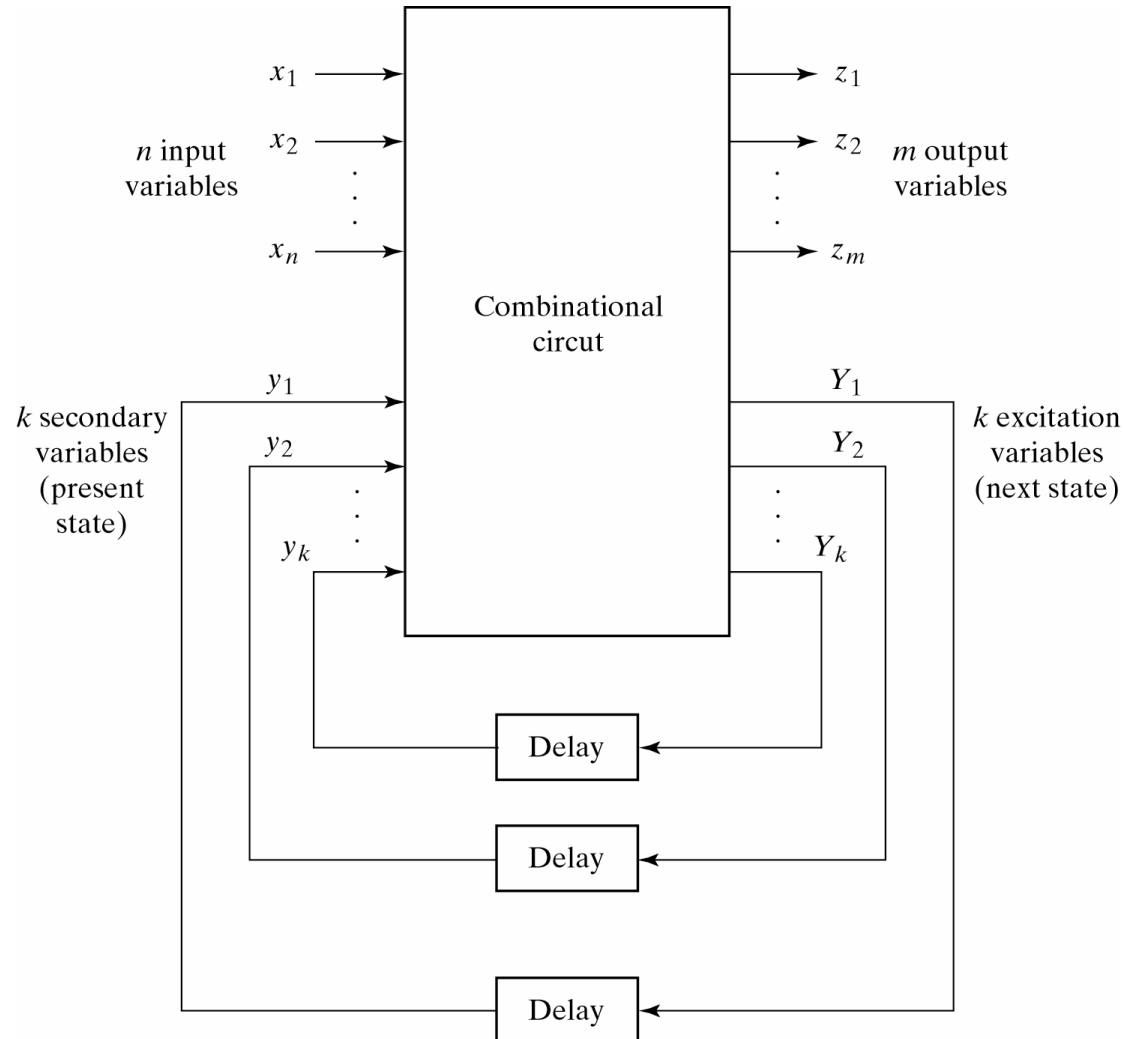 x1
z1
n input
variables
x2
z2
m output
variables
.
.
.
.
.
.
xn
zm
Combinational
circut
k secondary
variables
(present
state)
y1
Y1
k excitation
variables
(next state)
y2
Y2
.
.
.
.
.
.
yk
Yk
Delay
Delay
Delay